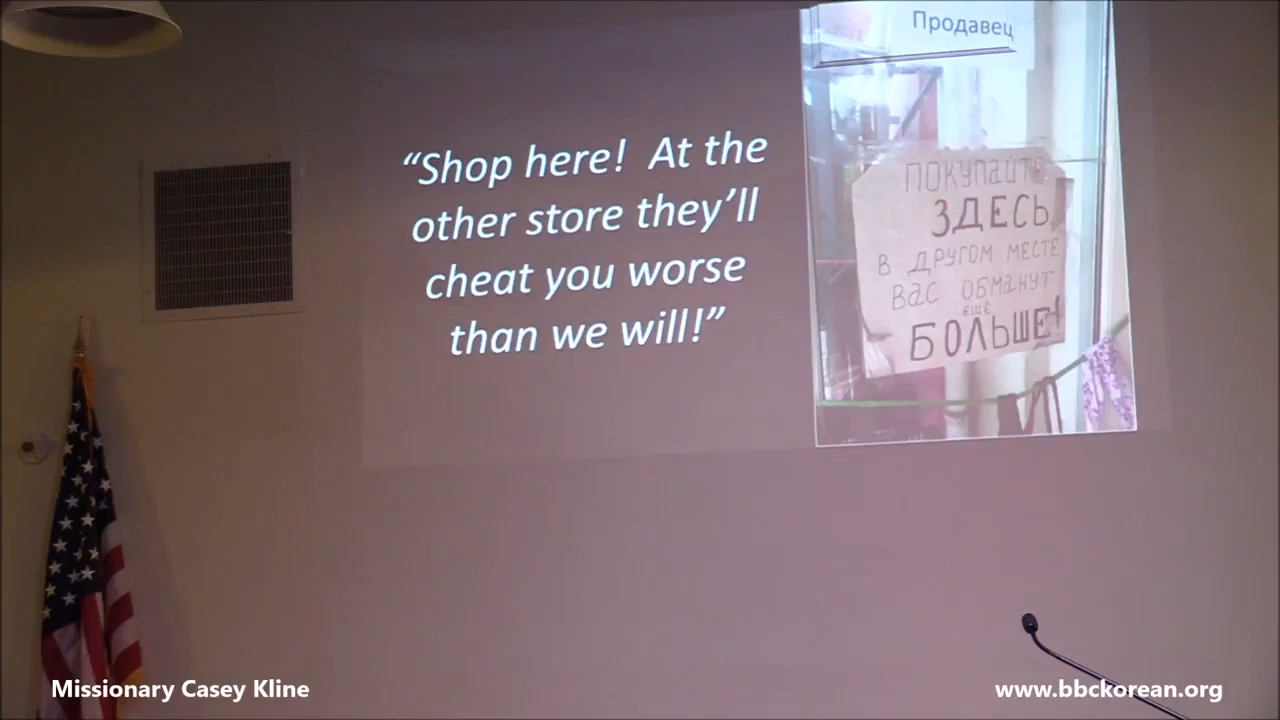 “Shop here! At the
other store they’ll
cheat you worse
than we will!”
Продавец
ПОКУПАЙТЕ
ЗДЕСЬ
В ДРУГОМ МЕСТЕ
ВАС ОБМАНУТ
ЕЩЁ
БОЛЬШЕ!
Missionary Casey Kline
www.bbckorean.org